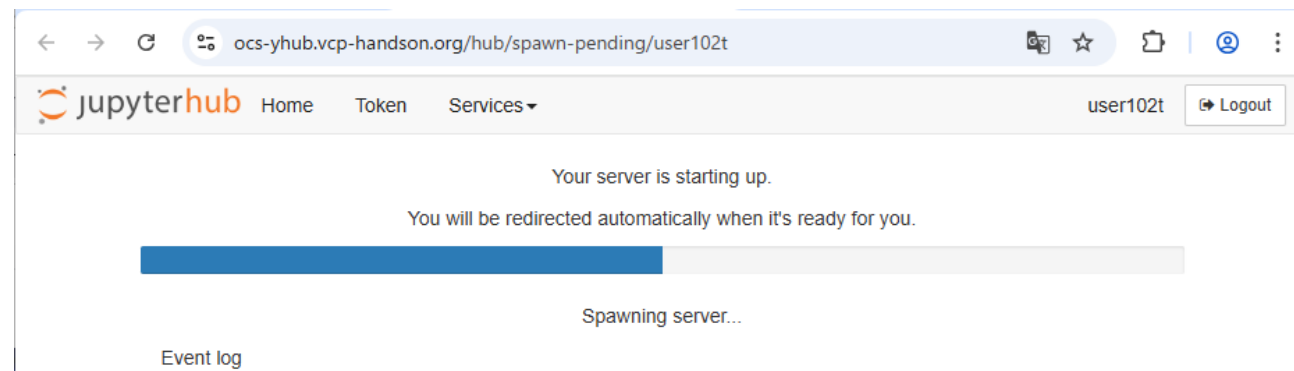 ocs-yhub.vcp-handson.org/hub/spawn-pending/user102t
jupyterhub Home Token Services user102t Logout
Your server is starting up.
You will be redirected automatically when it's ready for you.
Spawning server...
Event log